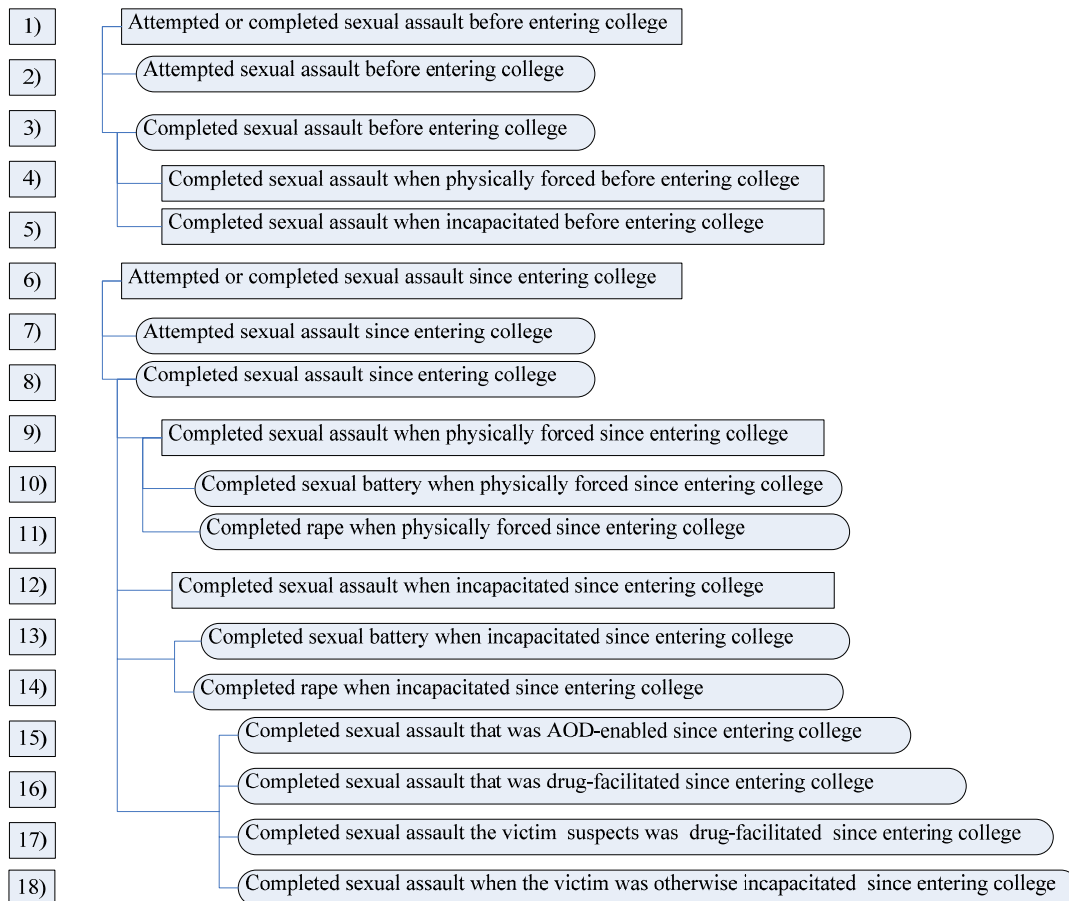 1) Attempted or completed sexual assault before entering college
2) Attempted sexual assault before entering college
3) Completed sexual assault before entering college
4) Completed sexual assault when physically forced before entering college
5) Completed sexual assault when incapacitated before entering college
6) Attempted or completed sexual assault since entering college
7) Attempted sexual assault since entering college
8) Completed sexual assault since entering college
9) Completed sexual assault when physically forced since entering college
10) Completed sexual battery when physically forced since entering college
11) Completed rape when physically forced since entering college
12) Completed sexual assault when incapacitated since entering college
13) Completed sexual battery when incapacitated since entering college
14) Completed rape when incapacitated since entering college
15) Completed sexual assault that was AOD-enabled since entering college
16) Completed sexual assault that was drug-facilitated since entering college
17) Completed sexual assault the victim suspects was drug-facilitated since entering college
18) Completed sexual assault when the victim was otherwise incapacitated since entering college